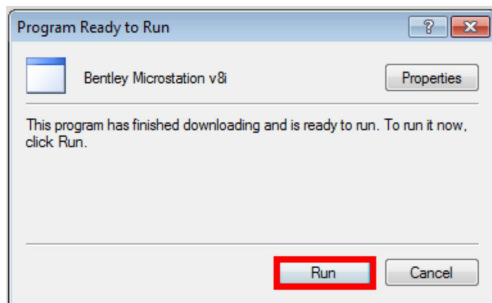 Program Ready to Run
?
Bentley Microstation v8i
Properties
This program has finished downloading and is ready to run. To run it now,
click Run.
Run
Cancel